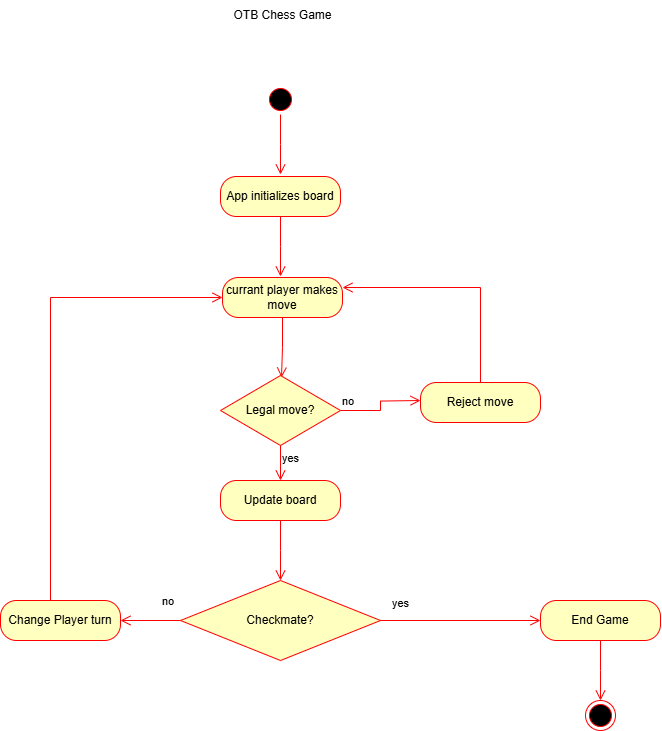 OTB Chess Game
App initializes board
currant player makes
move
Legal move?
no
Reject move
yes
Update board
Checkmate?
no
yes
Change Player turn
End Game